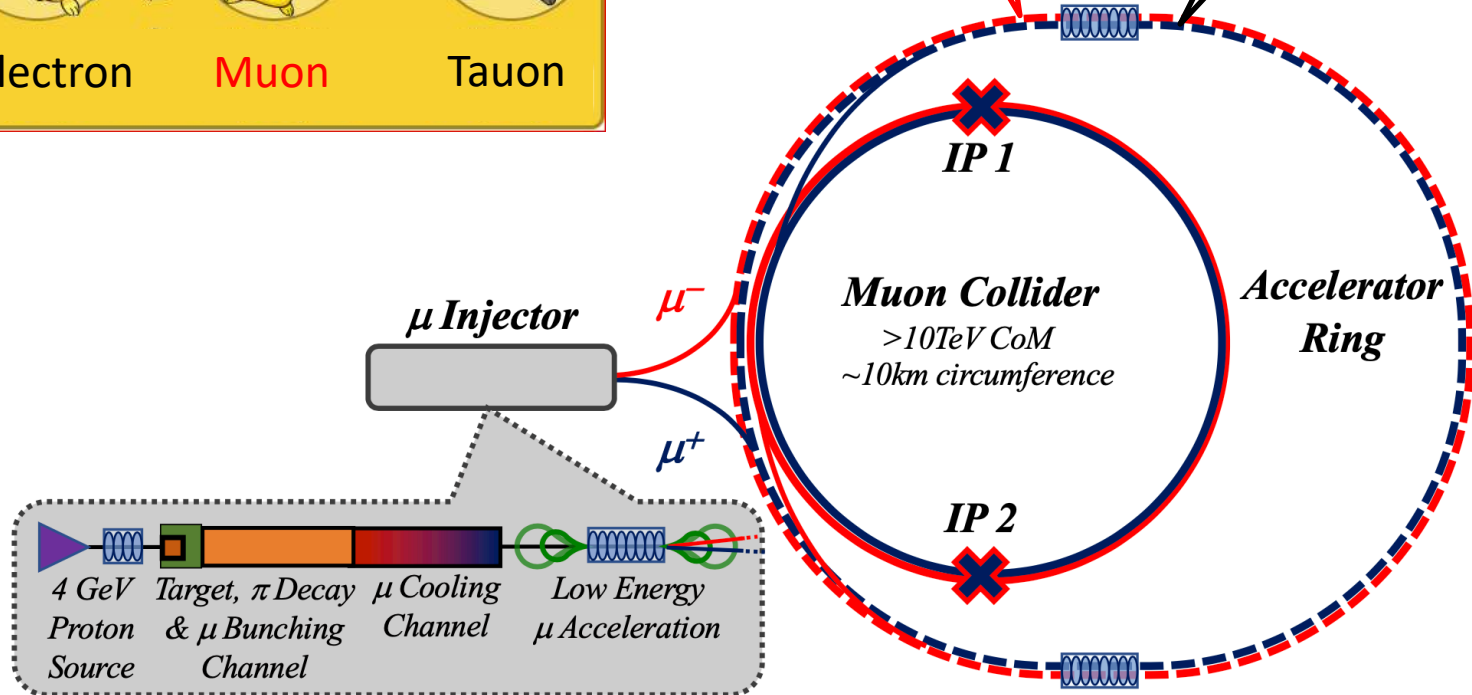 lectron Muon Tauon
IP 1
Muon Collider
>10TeV CoM
~10km circumference
Accelerator
Ring
μ Injector
μ−
μ+
IP 2
4 GeV
Proton
Source
Target, π Decay
& μ Bunching
Channel
μ Cooling
Channel
Low Energy
μ Acceleration